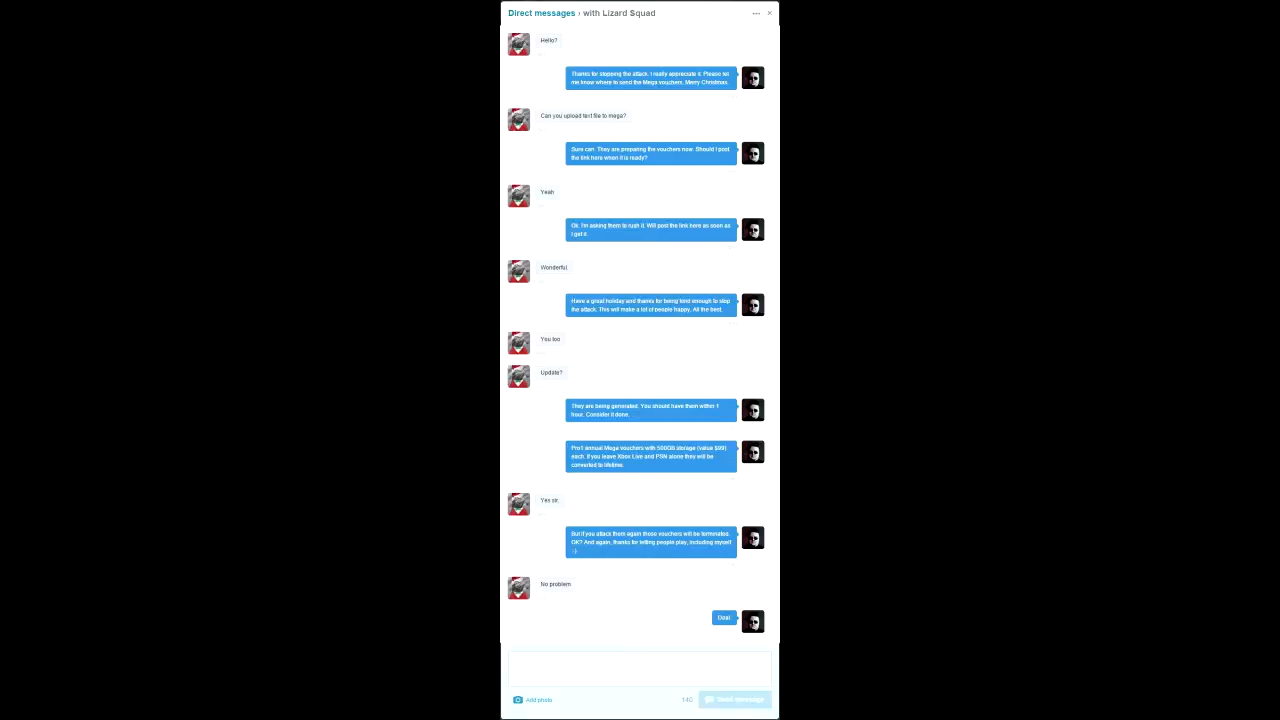 Direct messages › with Lizard Squad
Hello?
Thanks for stopping the attack. I really appreciate it. Please let
me know where to send the Mega vouchers. Merry Christmas.
Can you upload text file to mega?
Sure can. They are preparing the vouchers now. Should I post
the link here when it is ready?
Yeah
Ok. I'm asking them to rush it. Will post the link here as soon as
I get it
Wonderful.
Have a great holiday and thanks for being kind enough to stop
the attack. This will make a lot of people happy. All the best.
You too
Update?
They are being generated. You should have them within 1
hour. Consider it done.
Pro1 annual Mega vouchers with 500GB storage (value $99)
each. If you leave Xbox Live and PSN alone they will be
converted to lifetime.
Yes sir.
But if you attack them again those vouchers will be terminated.
OK? And again, thanks for letting people play, including myself
:-)
No problem
Deal
Add photo
140
Send message